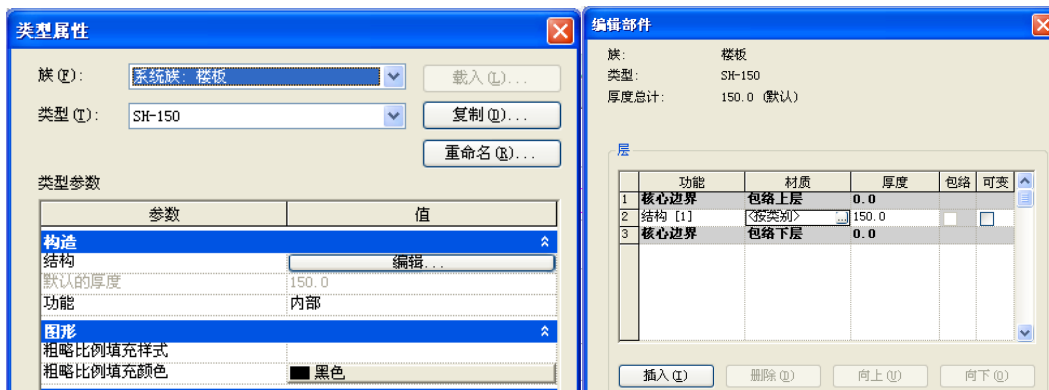 类型属性
族(F):
系统族: 楼板
载入(L)...
类型(T):
SH-150
复制(D)...
重命名(R)...
类型参数
参数
值
构造
结构
编辑...
默认的厚度
150.0
功能
内部
图形
粗略比例填充样式
粗略比例填充颜色
黑色
编辑部件
族:
楼板
类型:
SH-150
厚度总计:
150.0 (默认)
层
功能 材质 厚度 包络 可变
1 核心边界 包络上层 0.0
2 结构 [1] <按类别> ... 150.0
3 核心边界 包络下层 0.0
插入(I)
删除(D)
向上(U)
向下(O)